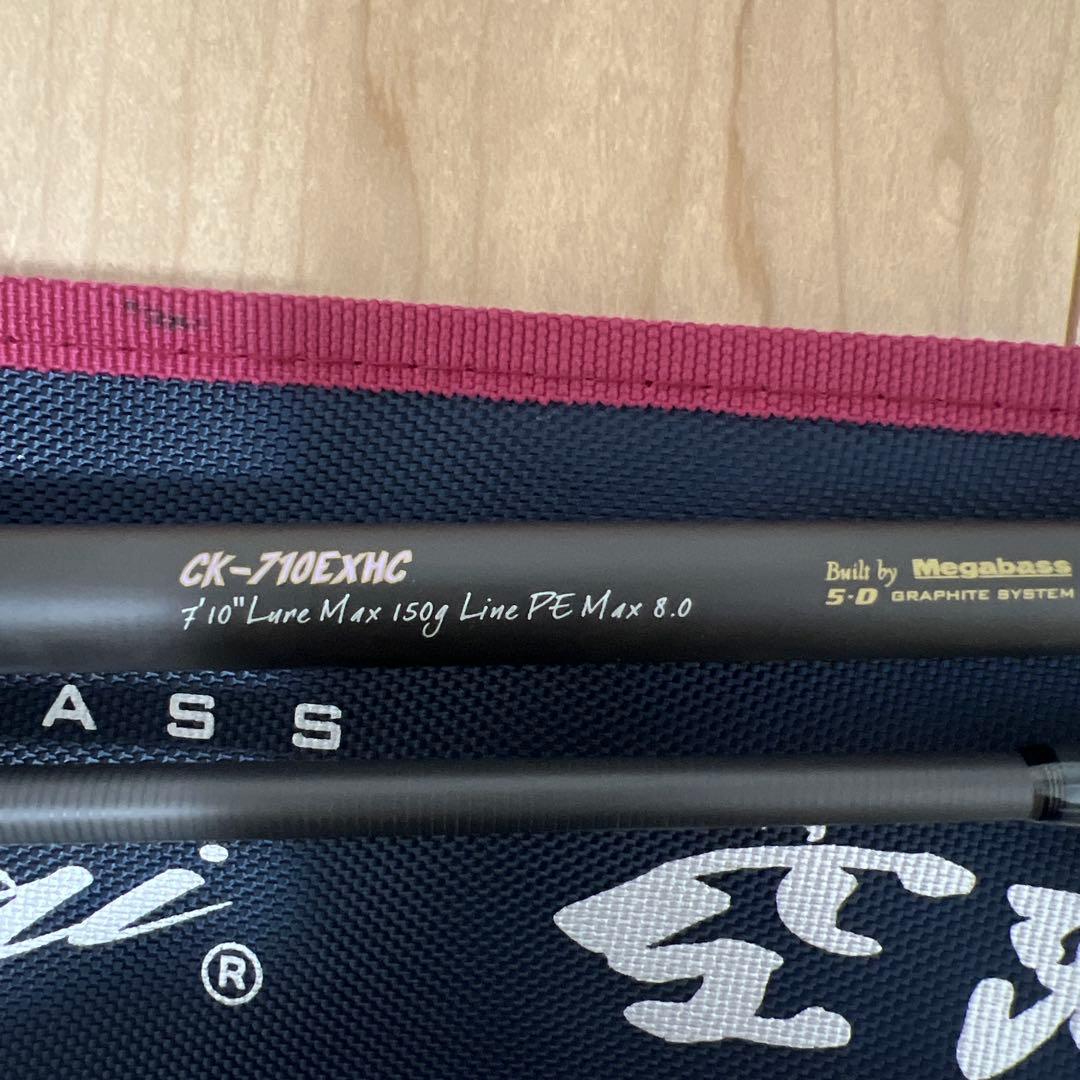 CK-710EXHC
7'10" Lure Max 150g Line PE Max 8.0
Built by Megabass
5-D GRAPHITE SYSTEM
ASS
®